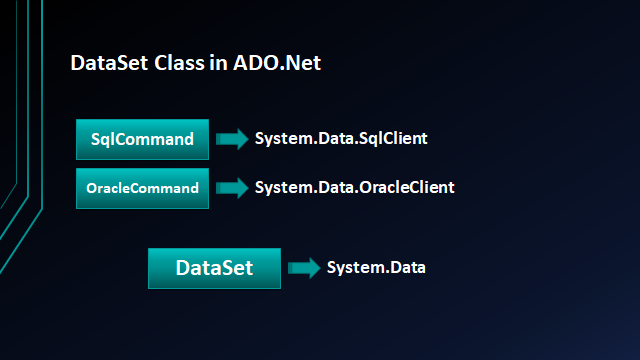 DataSet Class in ADO.Net
SqlCommand System.Data.SqlClient
OracleCommand System.Data.OracleClient
DataSet System.Data